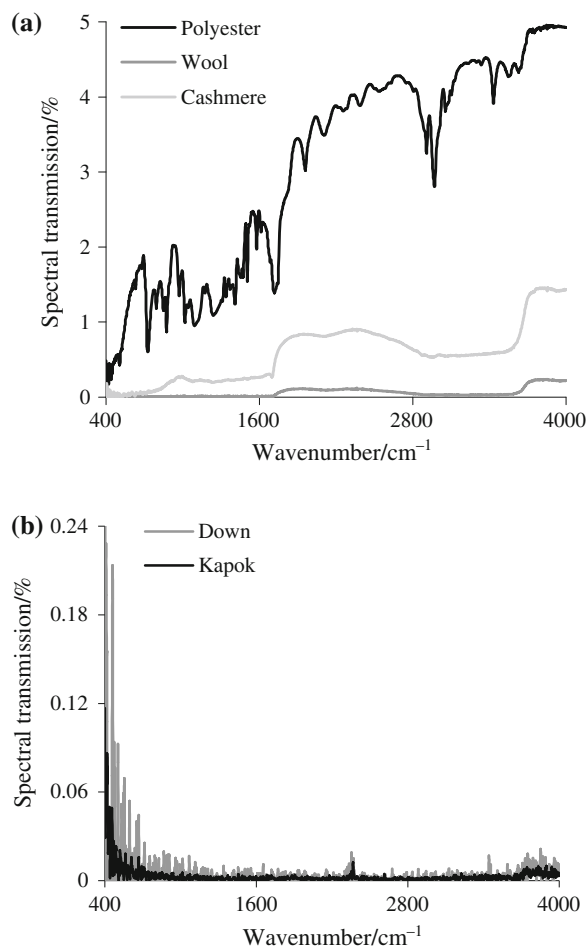 (a)
Polyester
Wool
Cashmere
Spectral transmission/%
5
4
3
2
1
0
400 1600 2800 4000
Wavenumber/cm⁻¹
(b)
Down
Kapok
Spectral transmission/%
0.24
0.18
0.12
0.06
0
400 1600 2800 4000
Wavenumber/cm⁻¹